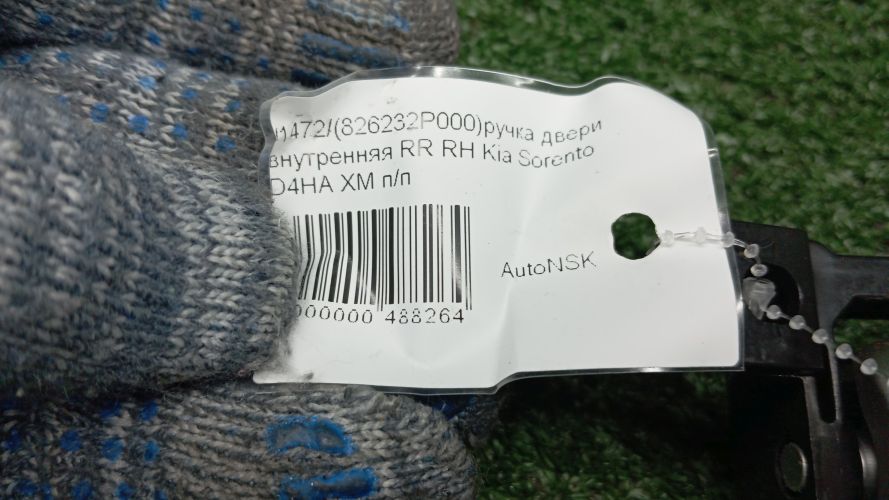 1472/(826232P000)ручка двери
внутренняя RR RH Kia Sorento
D4HA XM п/п
AutoNSK
000000 488264